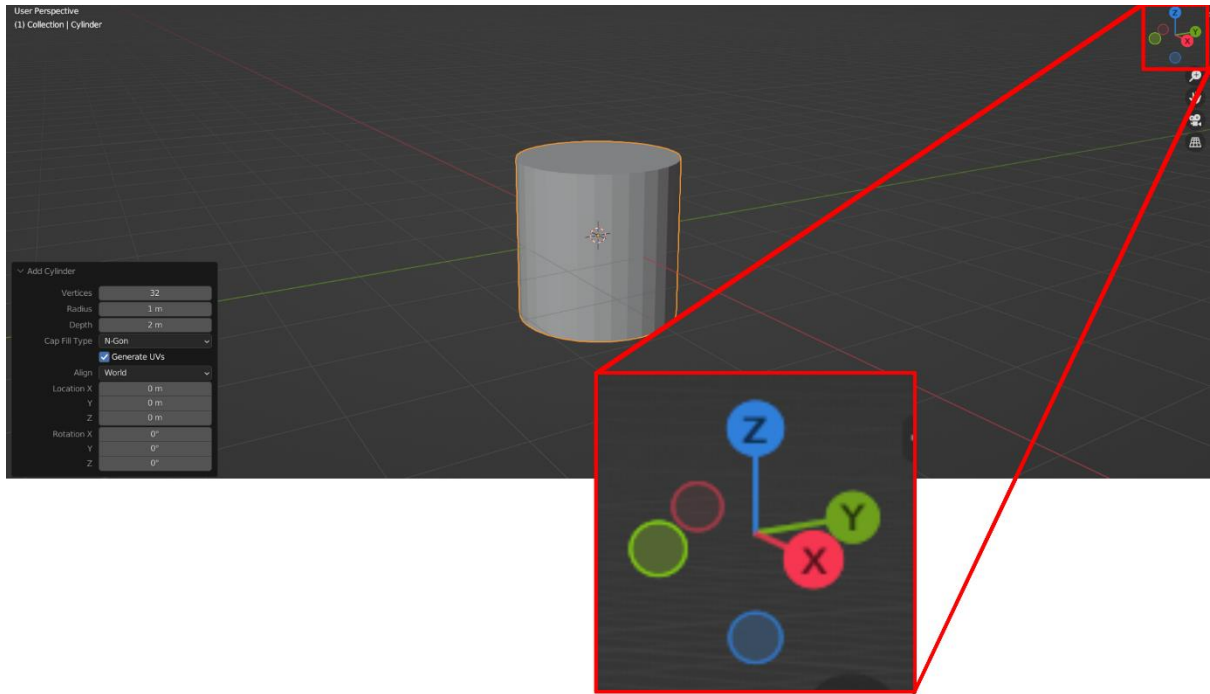 User Perspective
(1) Collection | Cylinder
Z
Y
X
Add Cylinder
Vertices 32
Radius 1 m
Depth 2 m
Cap Fill Type N-Gon
Generate UVs
Align World
Location X 0 m
Y 0 m
Z 0 m
Rotation X 0°
Y 0°
Z 0°
Z
Y
X